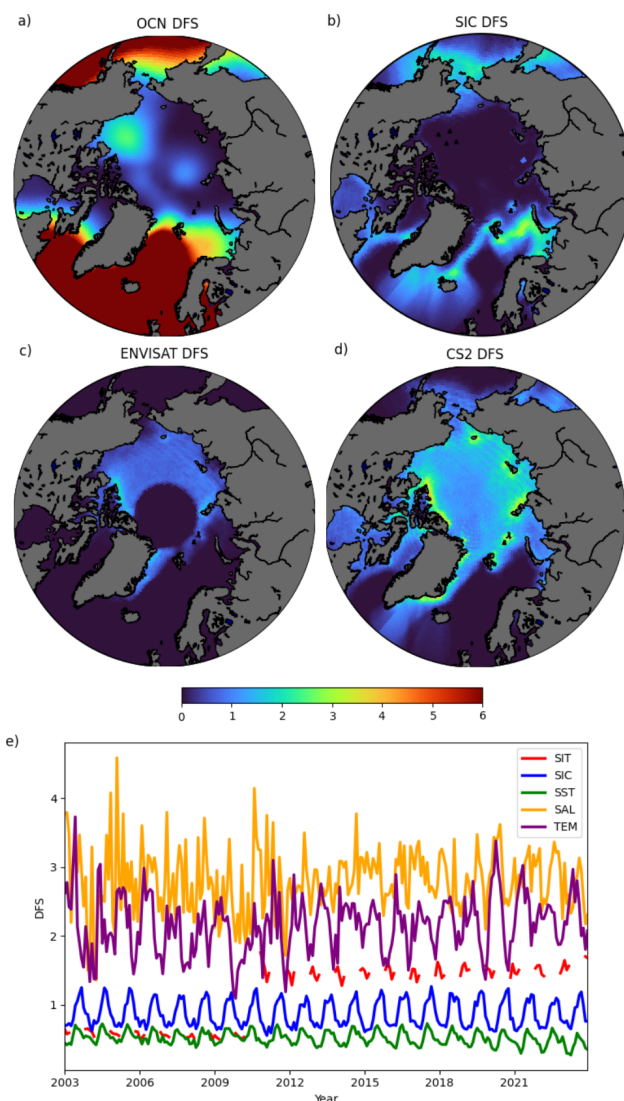 a)
OCN DFS
b)
SIC DFS
c)
ENVISAT DFS
d)
CS2 DFS
0 1 2 3 4 5 6
e)
SIT
SIC
SST
SAL
TEM
4
3
2
1
DFS
2003 2006 2009 2012 2015 2018 2021
Year